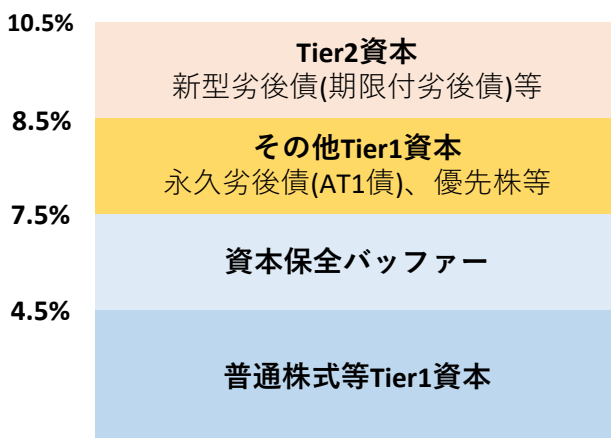 10.5%
Tier2資本
新型劣後債(期限付劣後債)等
8.5%
その他Tier1資本
永久劣後債(AT1債)、優先株等
7.5%
資本保全バッファー
4.5%
普通株式等Tier1資本